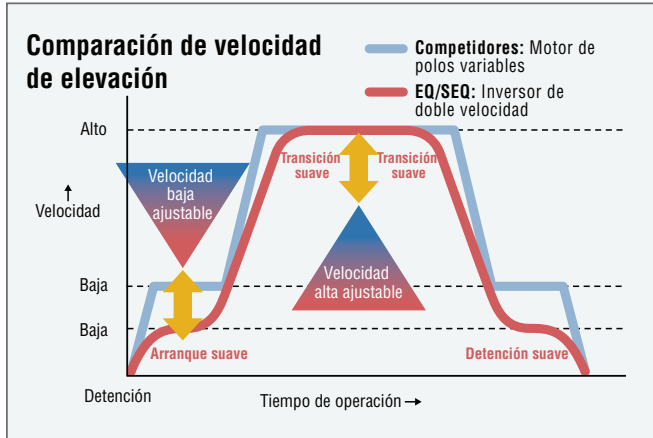 Comparación de velocidad
de elevación
Competidores: Motor de
polos variables
EQ/SEQ: Inversor de
doble velocidad
Alto
Transición
suave
Transición
suave
Velocidad
baja
ajustable
↑
Velocidad
Velocidad
alta ajustable
Baja
Baja
Arranque suave
Detención suave
Detención
Tiempo de operación →